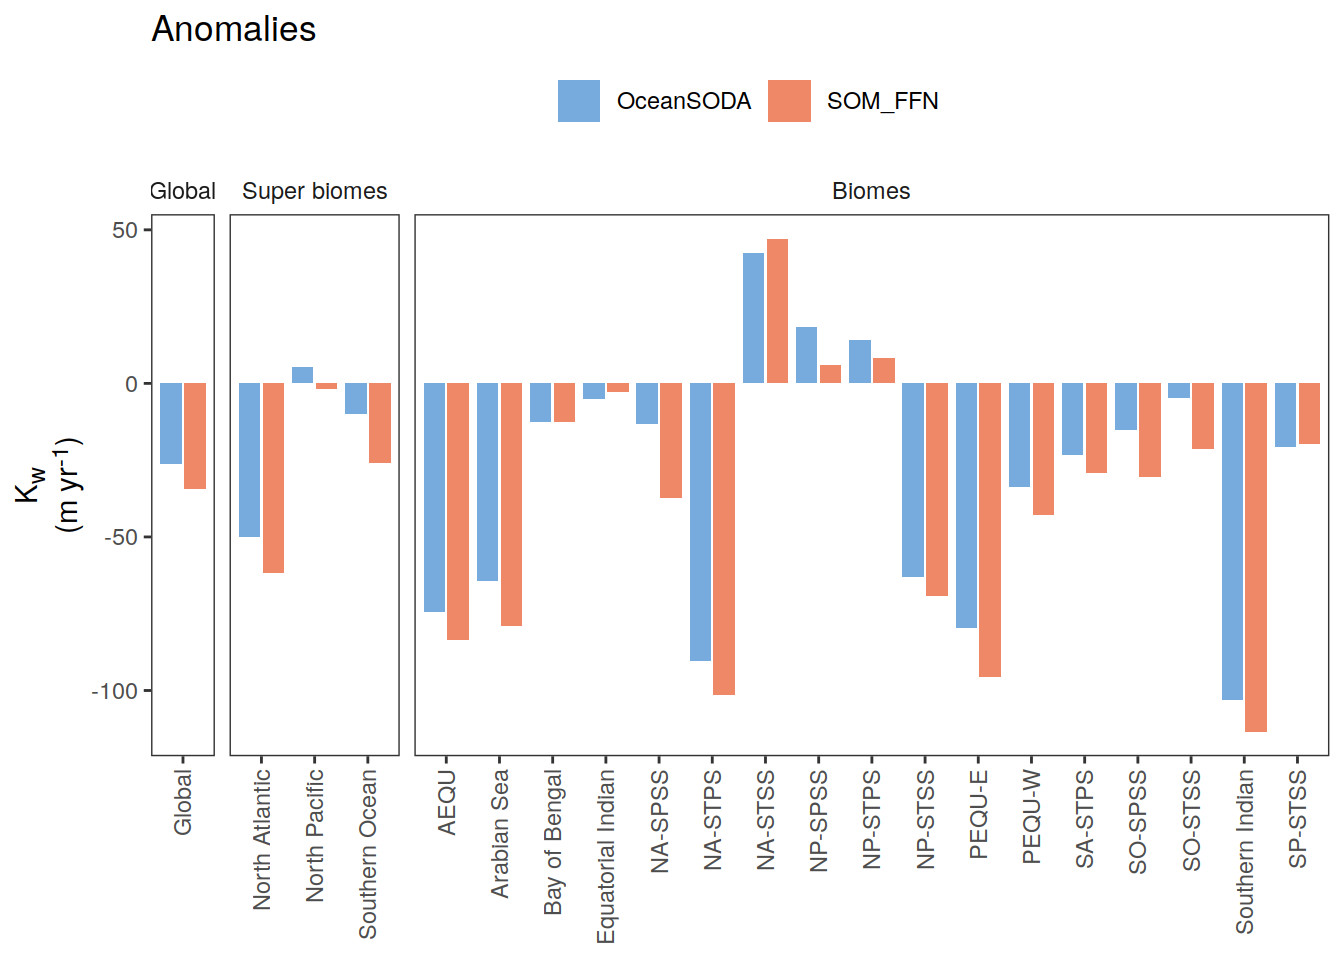 Anomalies
OceanSODA
SOM_FFN
Global
Super biomes
Biomes
50
0
-50
-100
Kw
(m yr-1)
Global
North Atlantic
North Pacific
Southern Ocean
AEQU
Arabian Sea
Bay of Bengal
Equatorial Indian
NA-SPSS
NA-STPS
NA-STSS
NP-SPSS
NP-STPS
NP-STSS
PEQU-E
PEQU-W
SA-STPS
SO-SPSS
SO-STSS
Southern Indian
SP-STSS